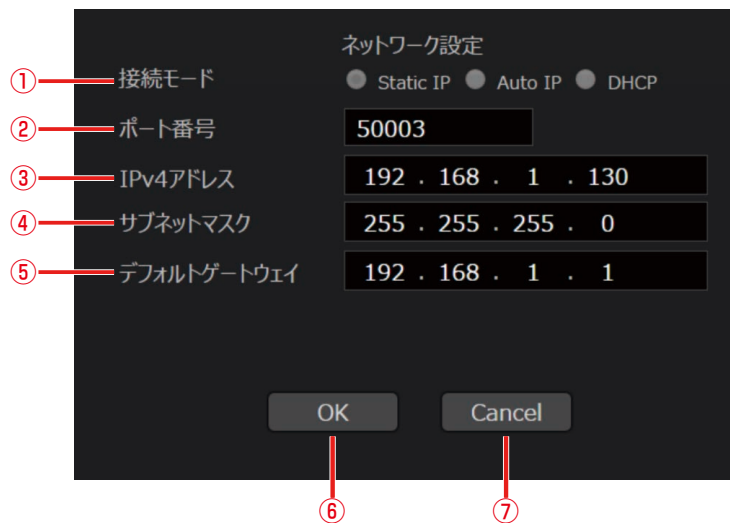 ネットワーク設定
① 接続モード Static IP Auto IP DHCP
② ポート番号 50003
③ IPv4アドレス 192 . 168 . 1 . 130
④ サブネットマスク 255 . 255 . 255 . 0
⑤ デフォルトゲートウェイ 192 . 168 . 1 . 1
OK Cancel
⑥ ⑦